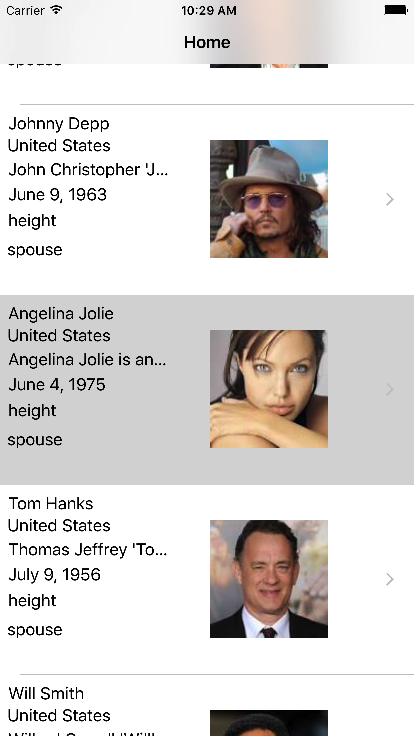 Carrier 10:29 AM
Home
spouse
Johnny Depp
United States
John Christopher 'J...
June 9, 1963
height
spouse
Angelina Jolie
United States
Angelina Jolie is an...
June 4, 1975
height
spouse
Tom Hanks
United States
Thomas Jeffrey 'To...
July 9, 1956
height
spouse
Will Smith
United States